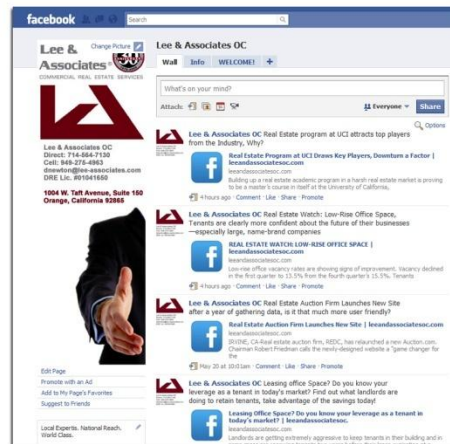 facebook
Search
Lee & Associates
Change Picture
COMMERCIAL REAL ESTATE SERVICES
Lee & Associates OC
Direct: 714-564-7130
Cell: 949-275-4963
dnewton@lee-associates.com
DRE Lic. #01041550
1004 W. Taft Avenue, Suite 150
Orange, California 92865
Edit Page
Promote with an Ad
Add to My Page's Favorites
Suggest to Friends
Local Experts. National Reach.
World Class.
Lee & Associates OC
Wall Info WELCOME! +
What's on your mind?
Attach:
Everyone
Share
Options
Lee & Associates OC Real Estate program at UCI attracts top players
from the Industry, Why?
Real Estate Program at UCI Draws Key Players, Downturn a Factor |
leeandassociatesoc.com
leeandassociatesoc.com
Building up a real estate academic program in a harsh real estate market is proving
to be a master's course in itself at the University of California,
4 hours ago · Comment · Like · Share · Promote
Lee & Associates OC Real Estate Watch: Low-Rise Office Space,
Tenants are clearly more confident about the future of their businesses
—especially large, name-brand companies
REAL ESTATE WATCH: LOW-RISE OFFICE SPACE |
leeandassociatesoc.com
leeandassociatesoc.com
Low-rise office vacancy rates are showing signs of improvement. Vacancy declined
in the first quarter to 15.5% from the fourth quarter's 15.5%. Tenants
4 hours ago · Comment · Like · Share · Promote
Lee & Associates OC Real Estate Auction Firm Launches New Site
after a year of gathering data, is it that much more user friendly?
Real Estate Auction Firm Launches New Site | leeandassociatesoc.com
leeandassociatesoc.com
IRVINE, CA-Real estate auction firm, REDC, has relaunched a new Auction.com.
Chairman Robert Friedman calls the newly-designed website a "game changer for
the
May 20 at 10:01am · Comment · Like · Share · Promote
Lee & Associates OC Leasing office Space? Do you know your
leverage as a tenant in today's market? Find out what landlords are
doing to retain tenants, take advantage of the savings today!
Leasing Office Space? Do you know your leverage as a tenant in
today's market? | leeandassociatesoc.
leeandassociatesoc.com
Landlords are getting extremely aggressive to keep tenants in their building and in